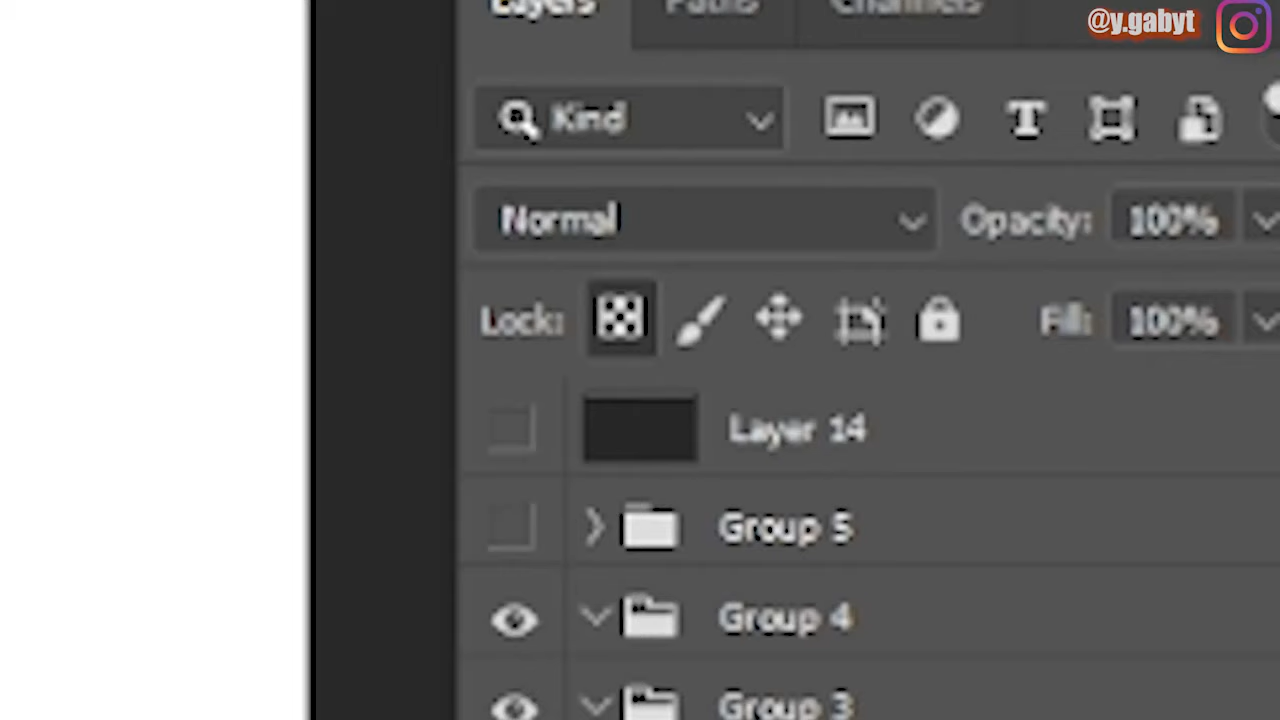 Layers Paths Channels
@y.gabyt
Kind
Normal Opacity: 100%
Lock: Fill: 100%
Layer 14
Group 5
Group 4
Group 3